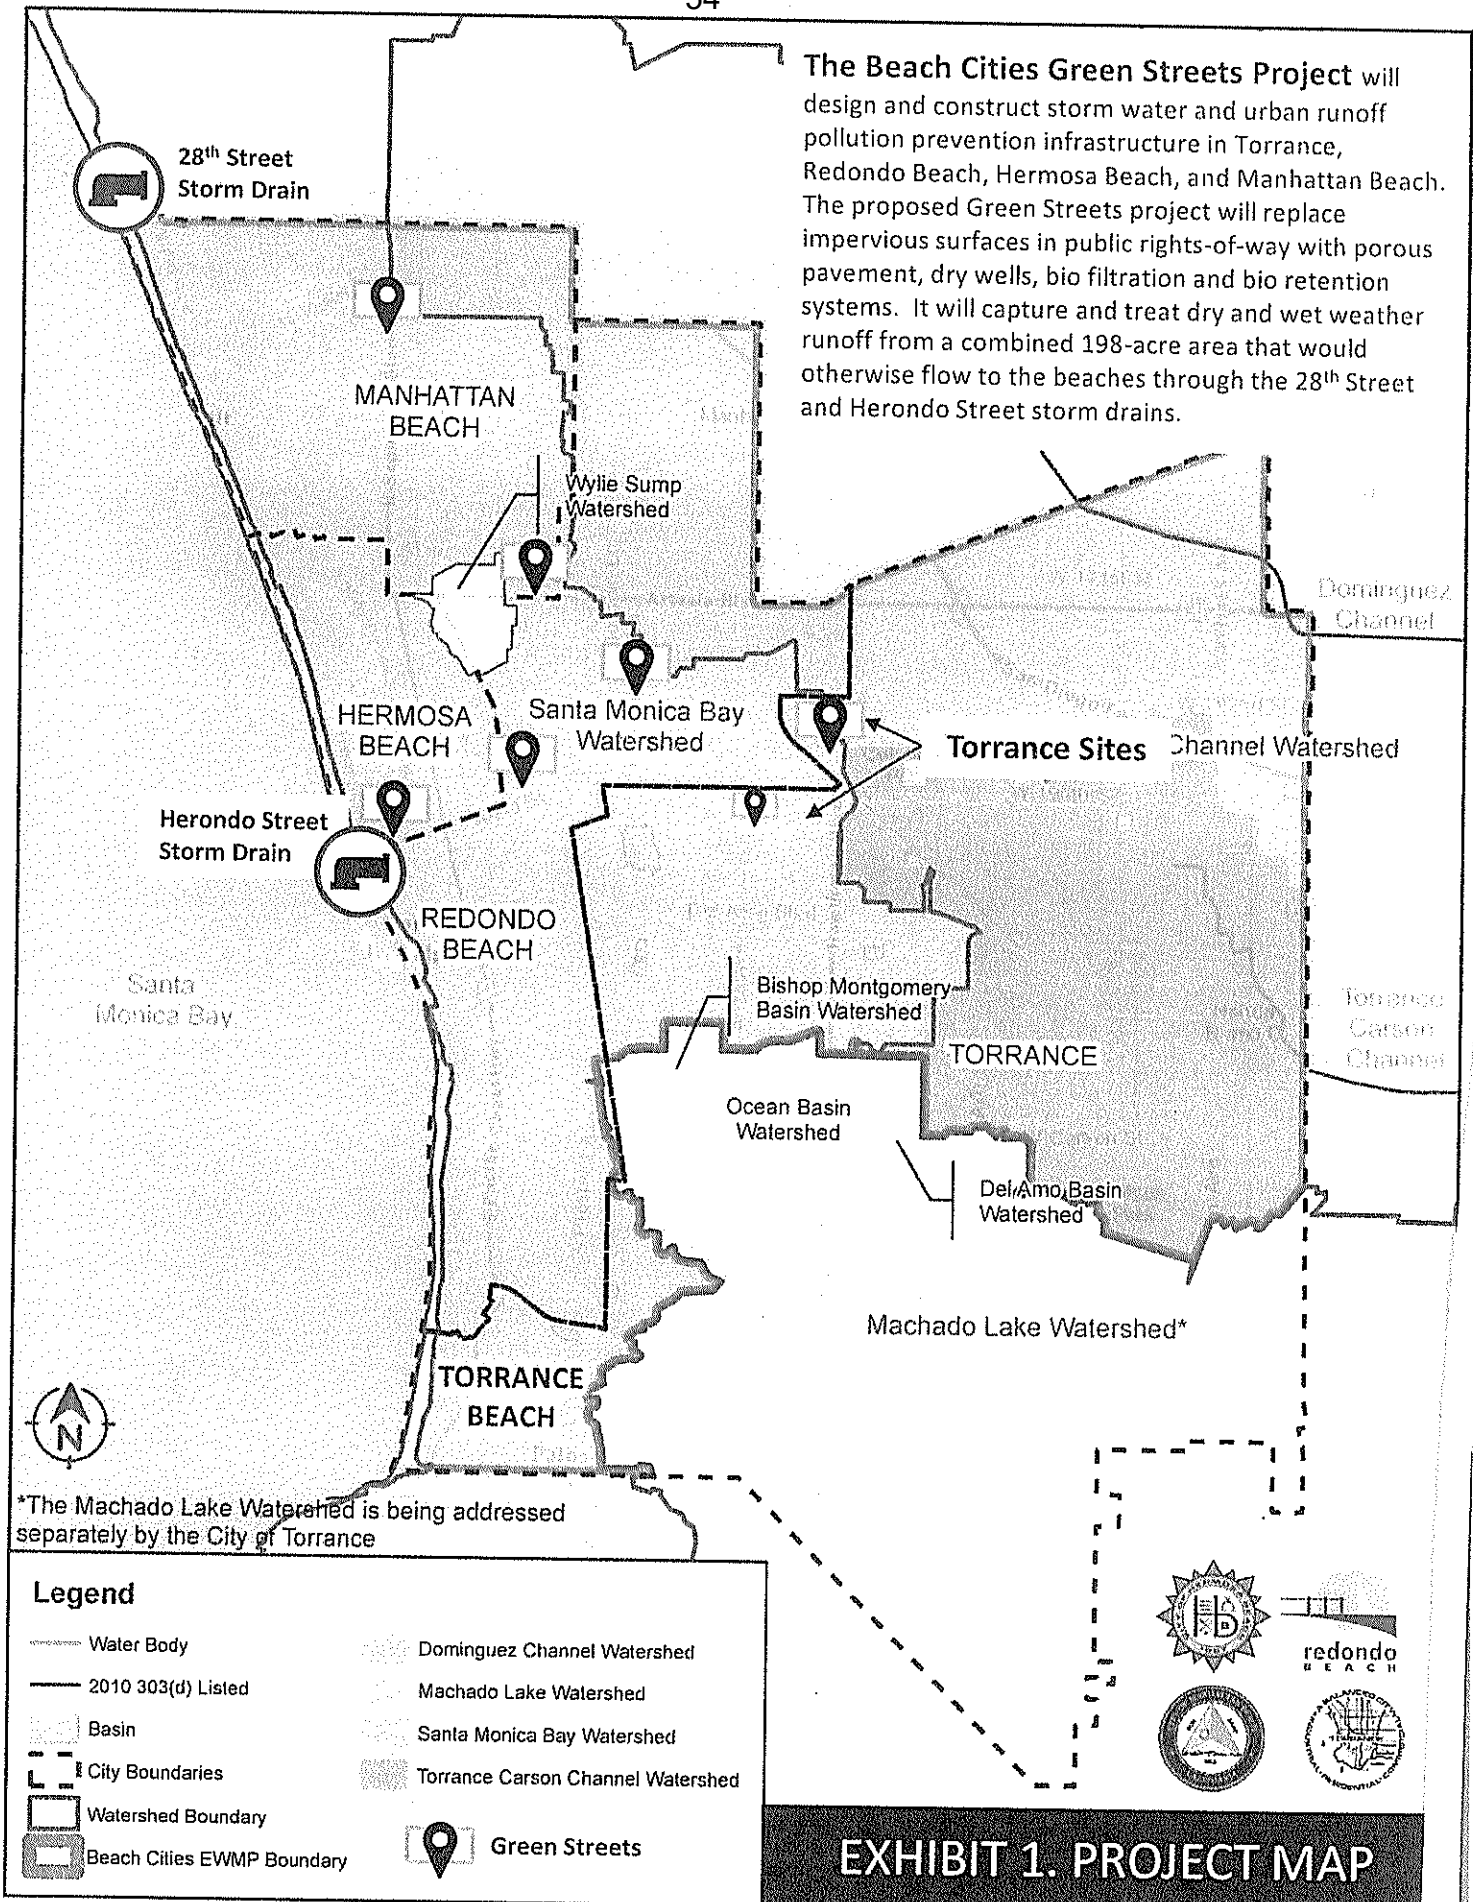 54
The Beach Cities Green Streets Project will
design and construct storm water and urban runoff
pollution prevention infrastructure in Torrance,
Redondo Beach, Hermosa Beach, and Manhattan Beach.
The proposed Green Streets project will replace
impervious surfaces in public rights-of-way with porous
pavement, dry wells, bio filtration and bio retention
systems. It will capture and treat dry and wet weather
runoff from a combined 198-acre area that would
otherwise flow to the beaches through the 28th Street
and Herondo Street storm drains.
28th Street
Storm Drain
MANHATTAN
BEACH
Wylie Sump
Watershed
Dominguez
Channel
HERMOSA
BEACH
Santa Monica Bay
Watershed
Torrance Sites
Channel Watershed
Herondo Street
Storm Drain
REDONDO
BEACH
Santa
Monica Bay
Bishop Montgomery
Basin Watershed
TORRANCE
Torrance
Carson
Channel
Ocean Basin
Watershed
Del Amo Basin
Watershed
Machado Lake Watershed*
TORRANCE
BEACH
N
*The Machado Lake Watershed is being addressed
separately by the City of Torrance
Legend
Water Body
2010 303(d) Listed
Basin
City Boundaries
Watershed Boundary
Beach Cities EWMP Boundary
Dominguez Channel Watershed
Machado Lake Watershed
Santa Monica Bay Watershed
Torrance Carson Channel Watershed
Green Streets
redondo
BEACH
EXHIBIT 1. PROJECT MAP